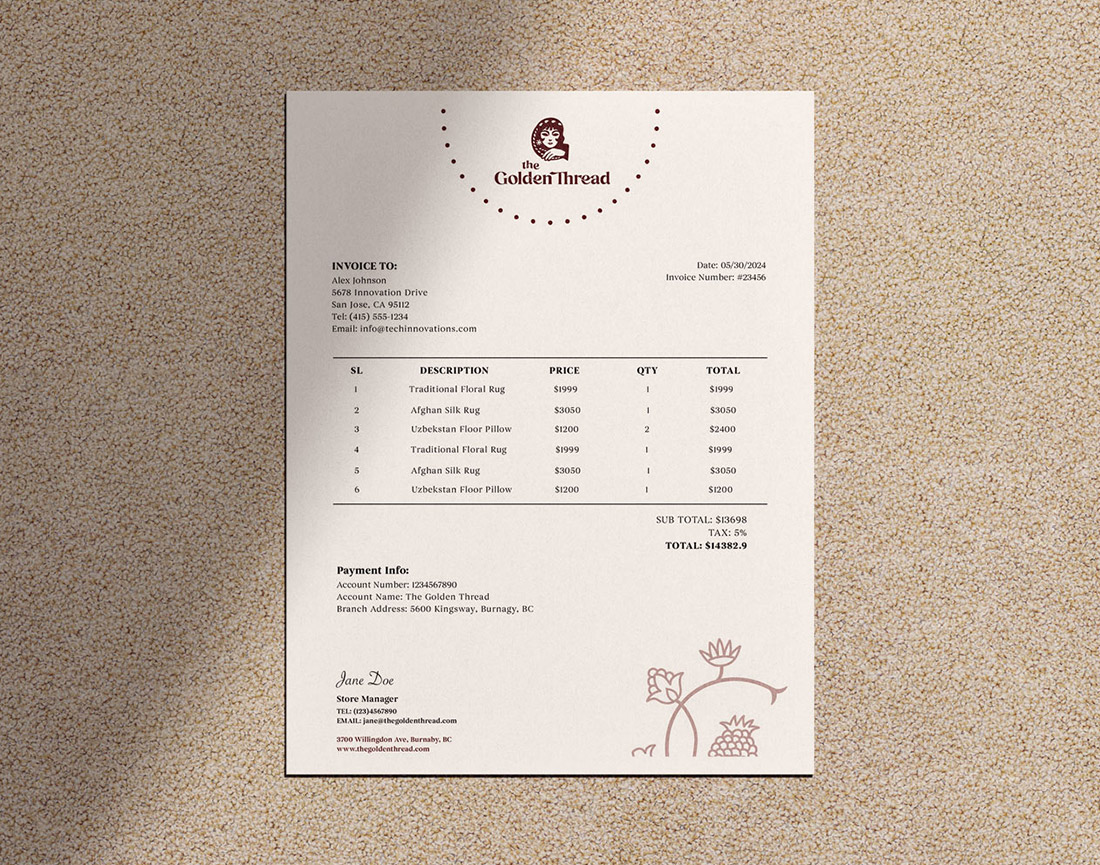 the
Golden Thread
INVOICE TO:
Alex Johnson
5678 Innovation Drive
San Jose, CA 95112
Tel: (415) 555-1234
Email: info@techinnovations.com
Date: 05/30/2024
Invoice Number: #23456
SL DESCRIPTION PRICE QTY TOTAL
1 Traditional Floral Rug $1999 1 $1999
2 Afghan Silk Rug $3050 1 $3050
3 Uzbekstan Floor Pillow $1200 2 $2400
4 Traditional Floral Rug $1999 1 $1999
5 Afghan Silk Rug $3050 1 $3050
6 Uzbekstan Floor Pillow $1200 1 $1200
SUB TOTAL: $13698
TAX: 5%
TOTAL: $14382.9
Payment Info:
Account Number: 1234567890
Account Name: The Golden Thread
Branch Address: 5600 Kingsway, Burnagy, BC
Jane Doe
Store Manager
TEL: (123)4567890
EMAIL: jane@thegoldenthread.com
3700 Willingdon Ave, Burnaby, BC
www.thegoldenthread.com